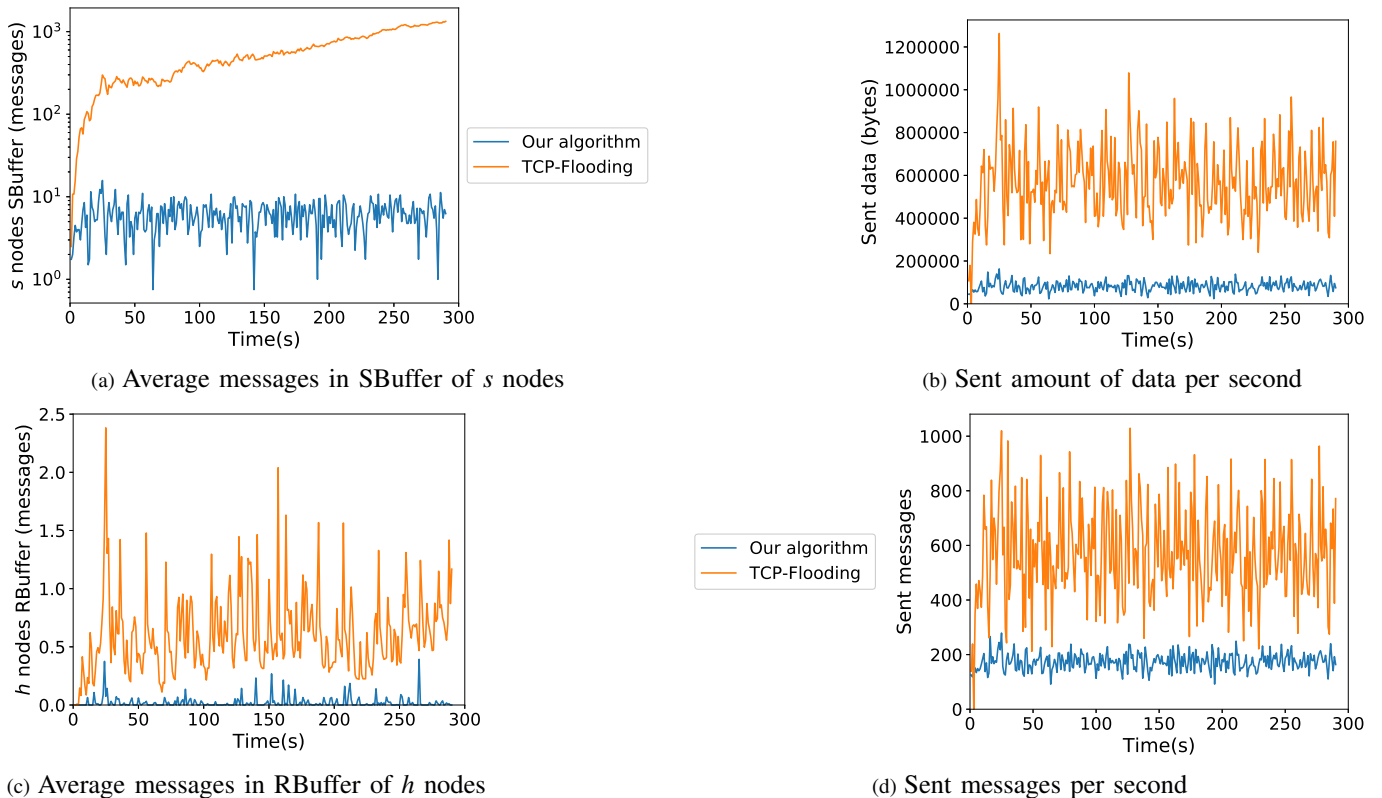 10³
10²
10¹
10⁰
s nodes SBuffer (messages)
0 50 100 150 200 250 300
Time(s)
Our algorithm
TCP-Flooding
(a) Average messages in SBuffer of s nodes
1200000
1000000
800000
600000
400000
200000
0
Sent data (bytes)
0 50 100 150 200 250 300
Time(s)
(b) Sent amount of data per second
2.5
2.0
1.5
1.0
0.5
0.0
h nodes RBuffer (messages)
0 50 100 150 200 250 300
Time(s)
(c) Average messages in RBuffer of h nodes
Our algorithm
TCP-Flooding
1000
800
600
400
200
0
Sent messages
0 50 100 150 200 250 300
Time(s)
(d) Sent messages per second